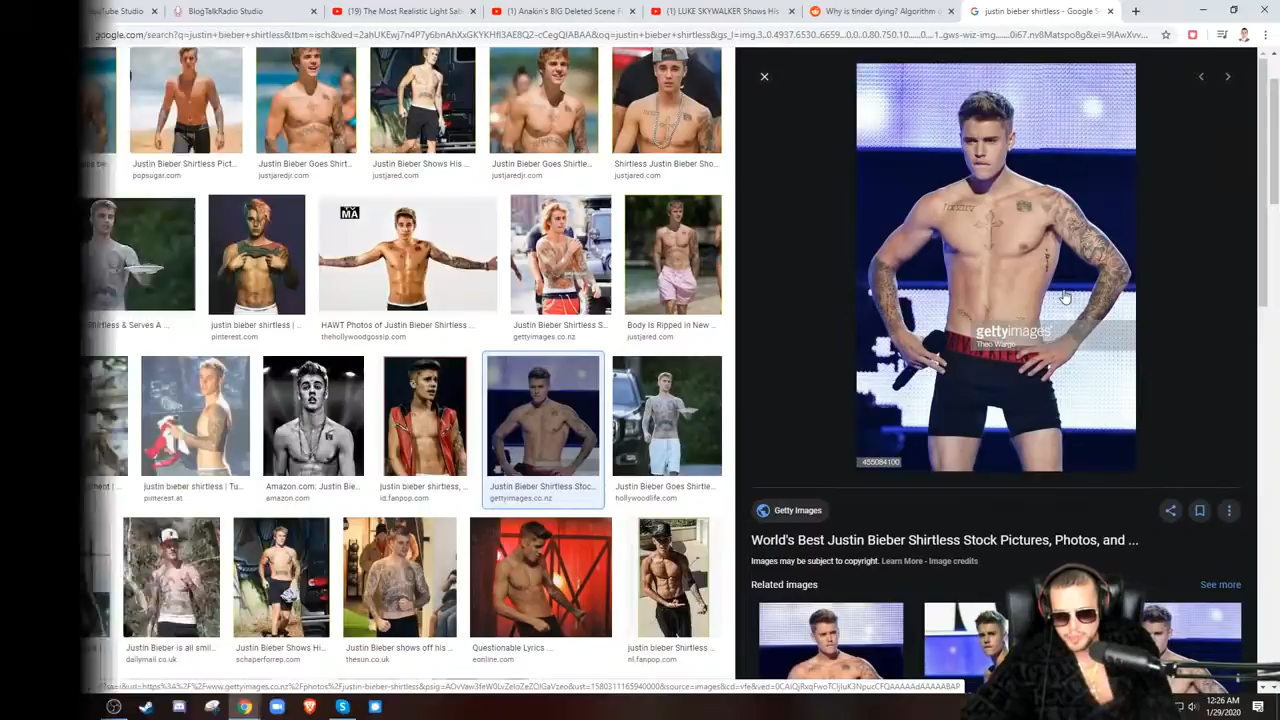 uTube Studio
BlogTalkRadio Studio
(19) The Most Realistic Light Sab
Anakin's BIG Deleted Scene F
(1) LUKE SKYWALKER Shows His
Why is tinder dying? Algorithm o
justin bieber shirtless - Google S
Justin Bieber Shirtless Pict...
popsugar.com
Justin Bieber Goes Shirt...
justjaredjr.com
Justin Bieber Shows His ...
justjared.com
Justin Bieber Goes Shirtle...
justjaredjr.com
Shirtless Justin Bieber Sho...
justjared.com
TV
MA
hirtless & Serves A ...
justin bieber shirtless | ...
pinterest.com
HAWT Photos of Justin Bieber Shirtless ...
thehollywoodgossip.com
Justin Bieber Shirtless S...
gettyimages.co.nz
Body Is Ripped in New ...
justjared.com
gettyimages
Theo Wargo
455084100
justin bieber shirtless | Tu...
pinterest.at
Amazon.com: Justin Bie...
amazon.com
justin bieber shirtless, ...
id.fanpop.com
Justin Bieber Shirtless Stoc...
gettyimages.co.nz
Justin Bieber Goes Shirtle...
hollywoodlife.com
Getty Images
World's Best Justin Bieber Shirtless Stock Pictures, Photos, and ...
Images may be subject to copyright. Learn More - Image credits
Related images
See more
Justin Bieber is all smil...
dailymail.co.uk
Justin Bieber Shows Hi...
schaperforrep.com
Justin Bieber shows off his ...
thesun.co.uk
Questionable Lyrics ...
eonline.com
justin bieber Shirtless ...
nl.fanpop.com
12:26 AM
1/29/2020